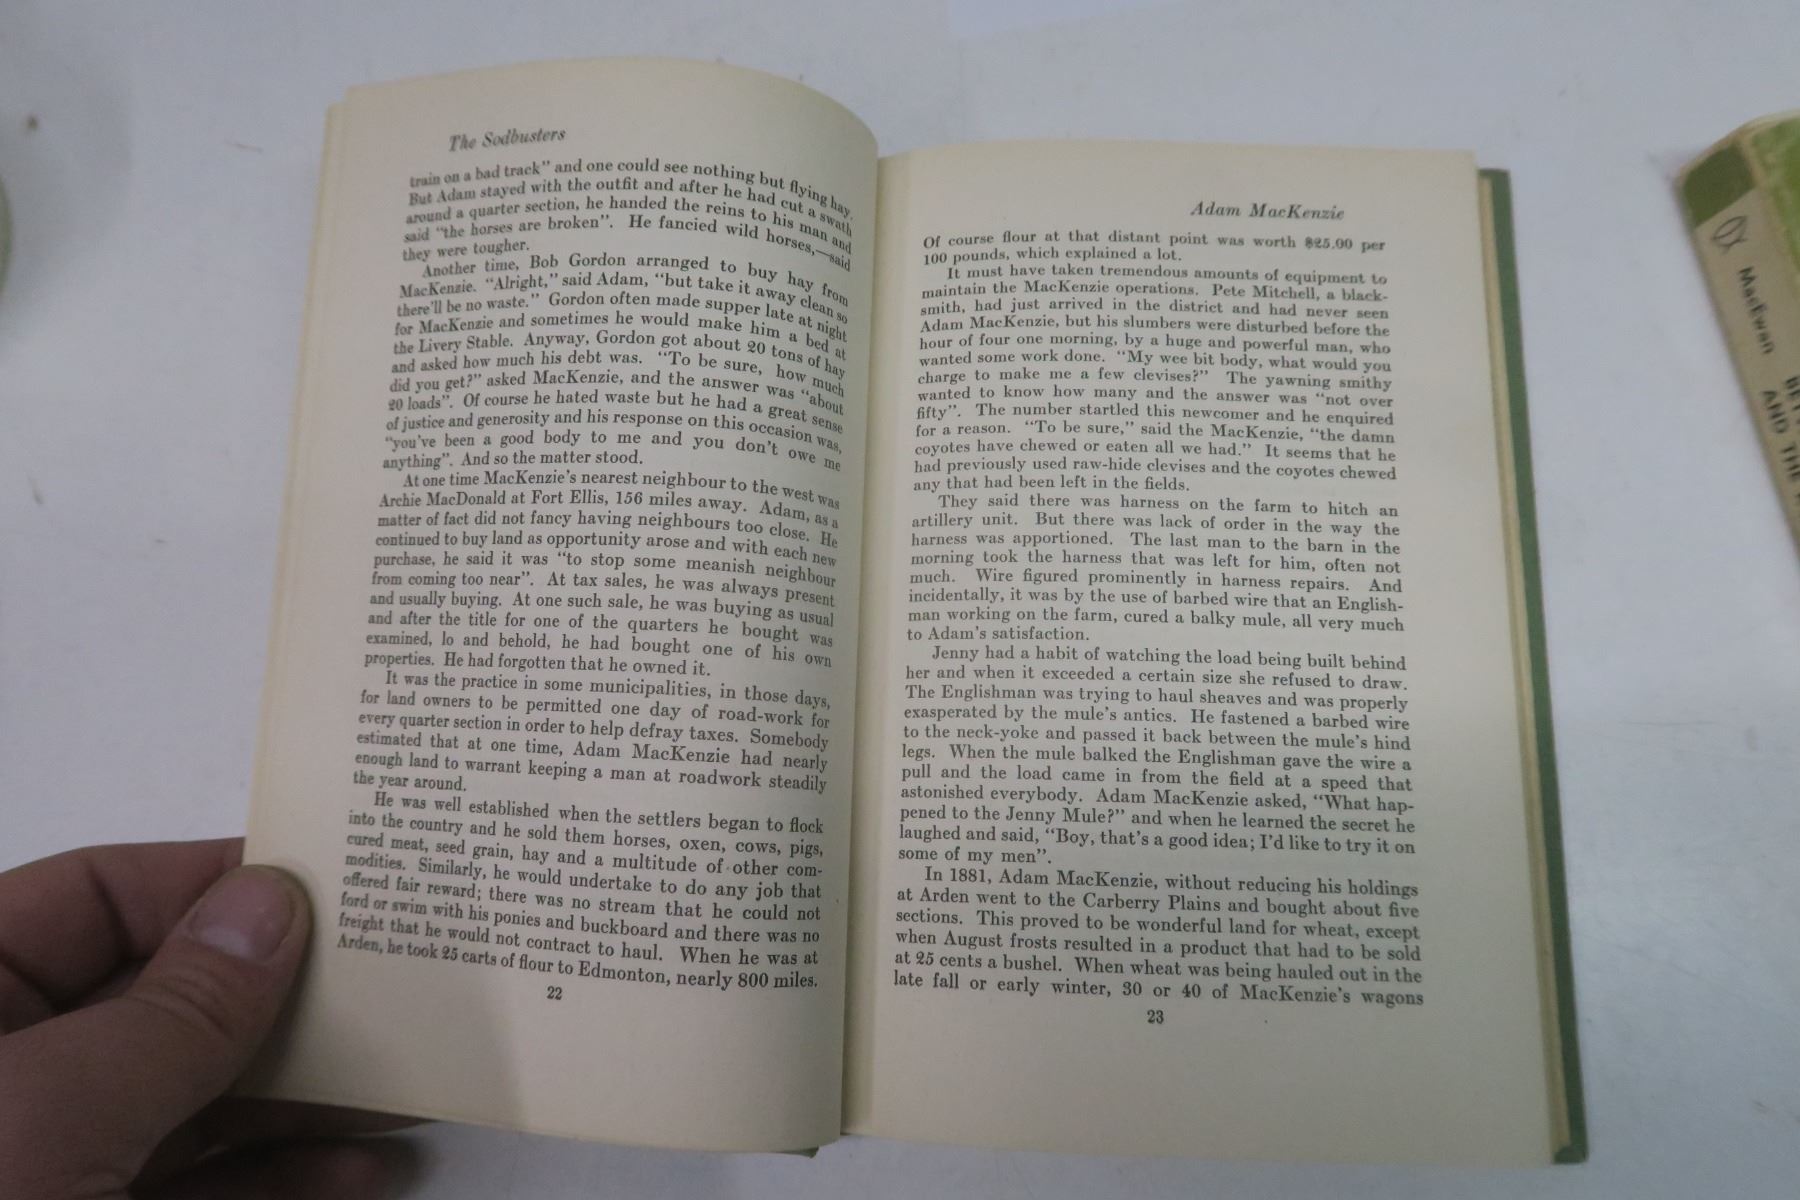 The Sodbusters
train on a bad track" and one could see nothing but flying hay.
But Adam stayed with the outfit and after he had cut a swath
around a quarter section, he handed the reins to his man and
said "the horses are broken". He fancied wild horses,—said
they were tougher.
Another time, Bob Gordon arranged to buy hay from
MacKenzie. "Alright," said Adam, "but take it away clean so
there'll be no waste." Gordon often made supper late at night
for MacKenzie and sometimes he would make him a bed at
the Livery Stable. Anyway, Gordon got about 20 tons of hay
and asked how much his debt was. "To be sure, how much
did you get?" asked MacKenzie, and the answer was "about
20 loads". Of course he hated waste but he had a great sense
of justice and generosity and his response on this occasion was,
"you've been a good body to me and you don't owe me
anything". And so the matter stood.
At one time MacKenzie's nearest neighbour to the west was
Archie MacDonald at Fort Ellis, 156 miles away. Adam, as a
matter of fact did not fancy having neighbours too close. He
continued to buy land as opportunity arose and with each new
purchase, he said it was "to stop some meanish neighbour
from coming too near". At tax sales, he was always present
and usually buying. At one such sale, he was buying as usual
and after the title for one of the quarters he bought was
examined, lo and behold, he had bought one of his own
properties. He had forgotten that he owned it.
It was the practice in some municipalities, in those days,
for land owners to be permitted one day of road-work for
every quarter section in order to help defray taxes. Somebody
estimated that at one time, Adam MacKenzie had nearly
enough land to warrant keeping a man at roadwork steadily
the year around.
He was well established when the settlers began to flock
into the country and he sold them horses, oxen, cows, pigs,
cured meat, seed grain, hay and a multitude of other com-
modities. Similarly, he would undertake to do any job that
offered fair reward; there was no stream that he could not
ford or swim with his ponies and buckboard and there was no
freight that he would not contract to haul. When he was at
Arden, he took 25 carts of flour to Edmonton, nearly 800 miles.
22
Adam MacKenzie
Of course flour at that distant point was worth $25.00 per
100 pounds, which explained a lot.
It must have taken tremendous amounts of equipment to
maintain the MacKenzie operations. Pete Mitchell, a black-
smith, had just arrived in the district and had never seen
Adam MacKenzie, but his slumbers were disturbed before the
hour of four one morning, by a huge and powerful man, who
wanted some work done. "My wee bit body, what would you
charge to make me a few clevises?" The yawning smithy
wanted to know how many and the answer was "not over
fifty". The number startled this newcomer and he enquired
for a reason. "To be sure," said the MacKenzie, "the damn
coyotes have chewed or eaten all we had." It seems that he
had previously used raw-hide clevises and the coyotes chewed
any that had been left in the fields.
They said there was harness on the farm to hitch an
artillery unit. But there was lack of order in the way the
harness was apportioned. The last man to the barn in the
morning took the harness that was left for him, often not
much. Wire figured prominently in harness repairs. And
incidentally, it was by the use of barbed wire that an English-
man working on the farm, cured a balky mule, all very much
to Adam's satisfaction.
Jenny had a habit of watching the load being built behind
her and when it exceeded a certain size she refused to draw.
The Englishman was trying to haul sheaves and was properly
exasperated by the mule's antics. He fastened a barbed wire
to the neck-yoke and passed it back between the mule's hind
legs. When the mule balked the Englishman gave the wire a
pull and the load came in from the field at a speed that
astonished everybody. Adam MacKenzie asked, "What hap-
pened to the Jenny Mule?" and when he learned the secret he
laughed and said, "Boy, that's a good idea; I'd like to try it on
some of my men".
In 1881, Adam MacKenzie, without reducing his holdings
at Arden went to the Carberry Plains and bought about five
sections. This proved to be wonderful land for wheat, except
when August frosts resulted in a product that had to be sold
at 25 cents a bushel. When wheat was being hauled out in the
late fall or early winter, 30 or 40 of MacKenzie's wagons
23
MacEwan
AND THE